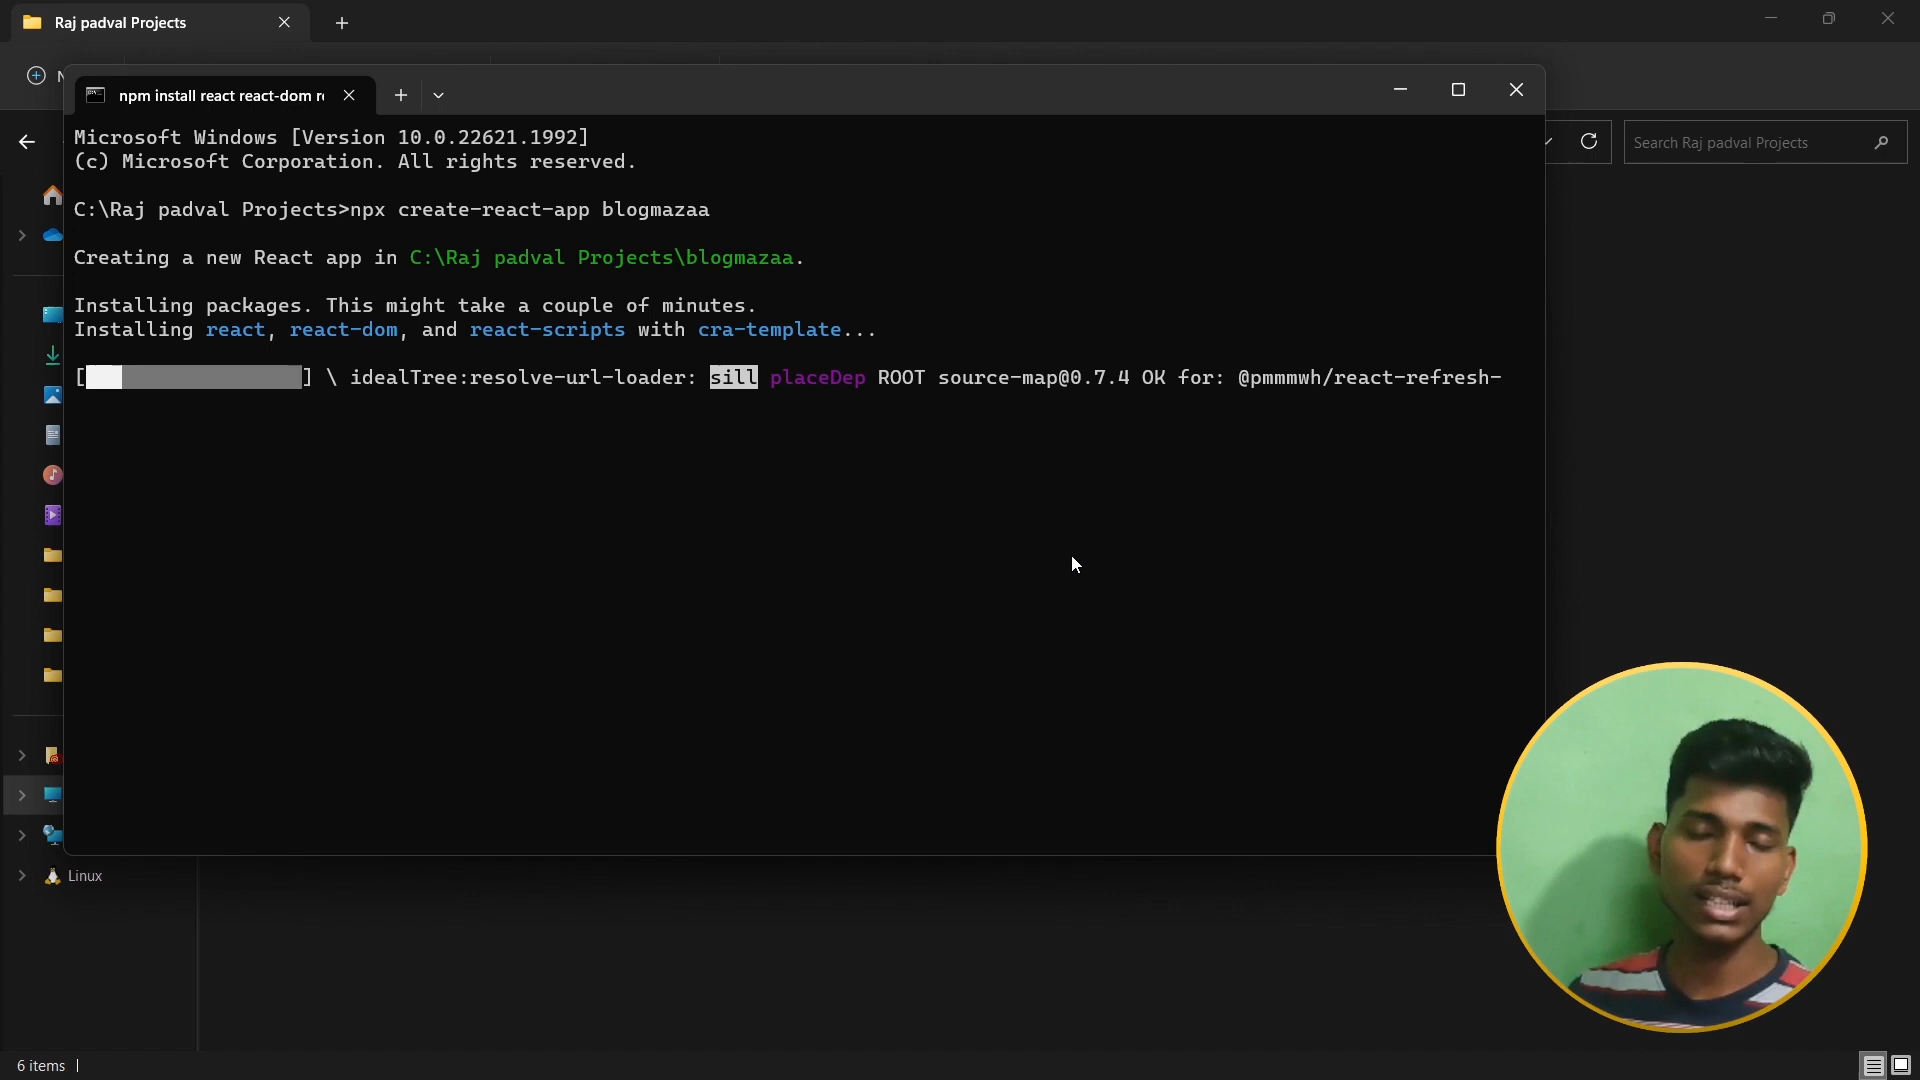 Raj padval Projects
npm install react react-dom r
Microsoft Windows [Version 10.0.22621.1992]
(c) Microsoft Corporation. All rights reserved.
Search Raj padval Projects
C:\Raj padval Projects>npx create-react-app blogmazaa
Creating a new React app in C:\Raj padval Projects\blogmazaa.
Installing packages. This might take a couple of minutes.
Installing react, react-dom, and react-scripts with cra-template...
[ ] \ idealTree:resolve-url-loader: sill placeDep ROOT source-map@0.7.4 OK for: @pmmmwh/react-refresh-
Linux
6 items